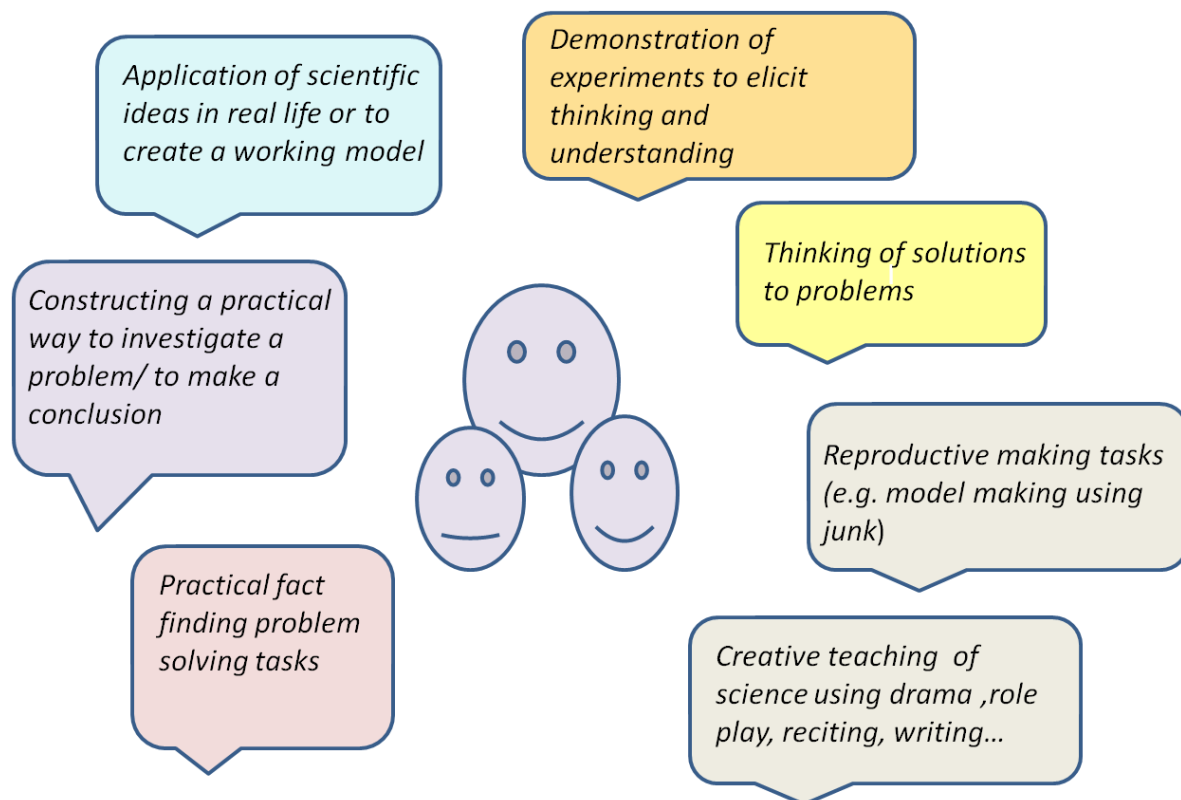 Application of scientific
ideas in real life or to
create a working model
Demonstration of
experiments to elicit
thinking and
understanding
Thinking of solutions
to problems
Constructing a practical
way to investigate a
problem/ to make a
conclusion
Reproductive making tasks
(e.g. model making using
junk)
Practical fact
finding problem
solving tasks
Creative teaching  of
science using drama ,role
play, reciting, writing...